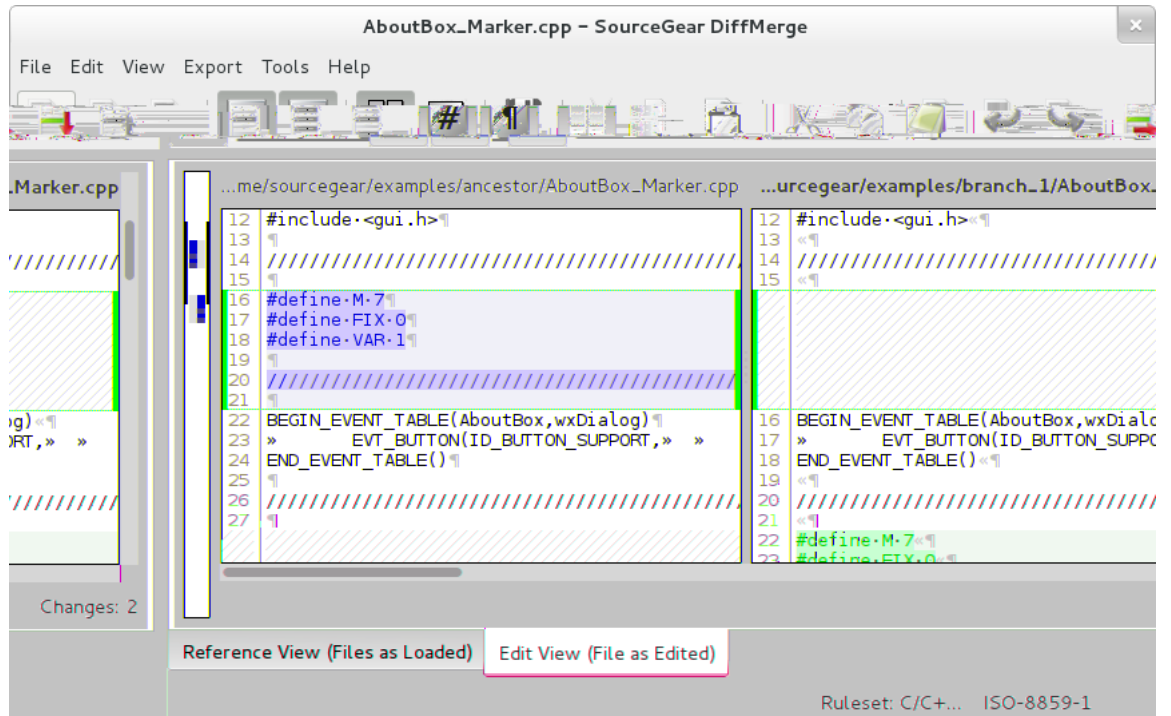 AboutBox_Marker.cpp - SourceGear DiffMerge
File Edit View Export Tools Help
_Marker.cpp
...me/sourcegear/examples/ancestor/AboutBox_Marker.cpp
...urcegear/examples/branch_1/AboutBox_
12 #include·<gui.h>¶
13 ¶
14 ////////////////////////////////////////////
15 ¶
16 #define·M·7¶
17 #define·FIX·0¶
18 #define·VAR·1¶
19 ¶
20 ////////////////////////////////////////////
21 ¶
22 BEGIN_EVENT_TABLE(AboutBox,wxDialog)¶
23 » EVT_BUTTON(ID_BUTTON_SUPPORT,» »
24 END_EVENT_TABLE()¶
25 ¶
26 ////////////////////////////////////////////
27 ¶
12 #include·<gui.h>«¶
13 «¶
14 //////////////////////////////////
15 «¶
16 BEGIN_EVENT_TABLE(AboutBox,wxDialo
17 » EVT_BUTTON(ID_BUTTON_SUPPO
18 END_EVENT_TABLE()«¶
19 «¶
20 //////////////////////////////////
21 «¶
22 #define·M·7«¶
23 #define·FIX·0«¶
//////////
og)«¶
ORT,» »
//////////
Changes: 2
Reference View (Files as Loaded)
Edit View (File as Edited)
Ruleset: C/C+... ISO-8859-1